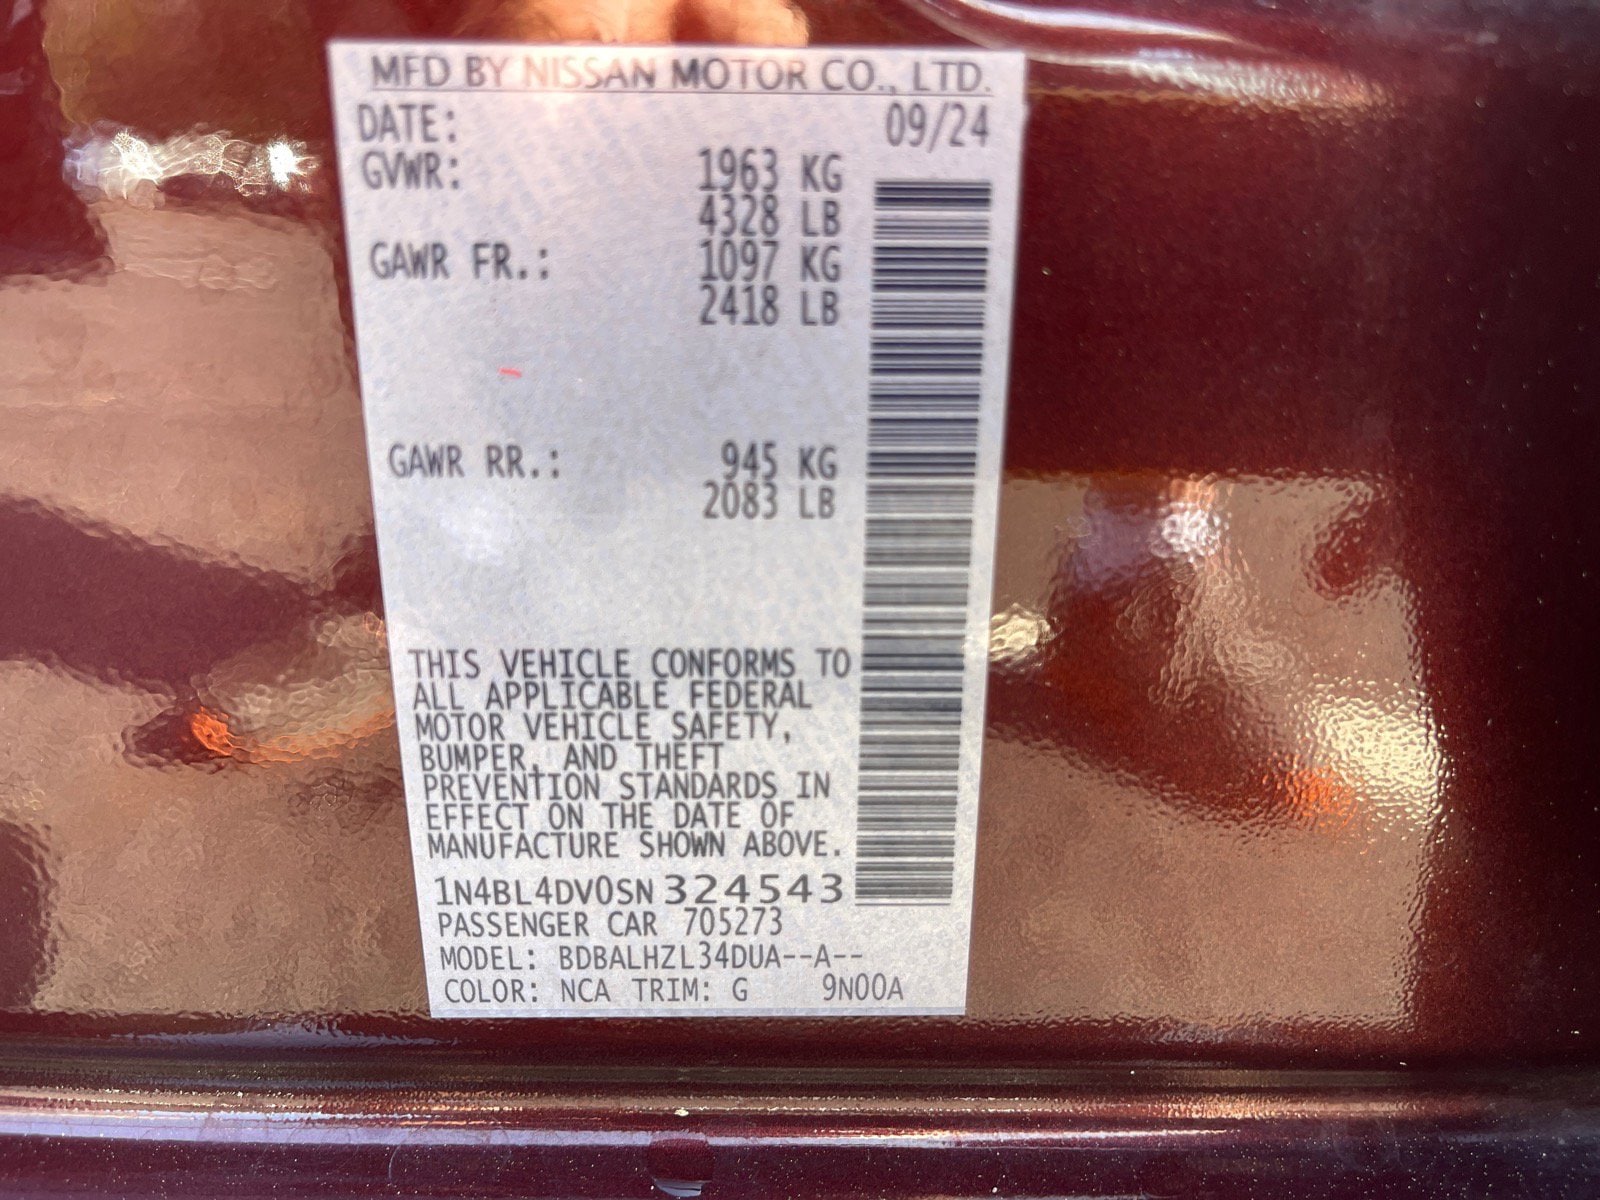 MFD BY NISSAN MOTOR CO., LTD.
DATE: 09/24
GVWR: 1963 KG
4328 LB
GAWR FR.: 1097 KG
2418 LB
GAWR RR.: 945 KG
2083 LB
THIS VEHICLE CONFORMS TO
ALL APPLICABLE FEDERAL
MOTOR VEHICLE SAFETY,
BUMPER, AND THEFT
PREVENTION STANDARDS IN
EFFECT ON THE DATE OF
MANUFACTURE SHOWN ABOVE.
1N4BL4DV0SN324543
PASSENGER CAR 705273
MODEL: BDBALHZL34DUA--A--
COLOR: NCA TRIM: G 9N00A